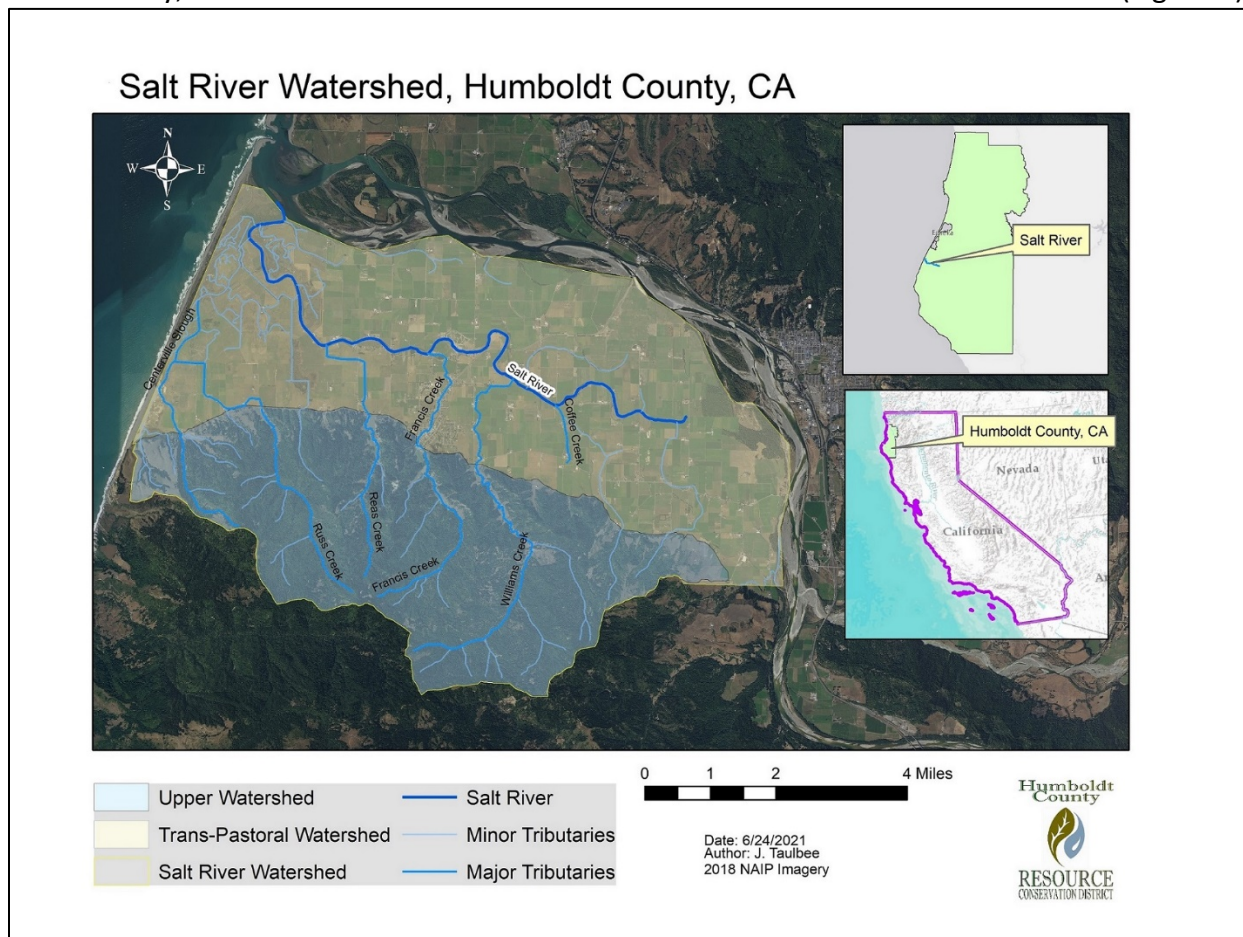 Salt River Watershed, Humboldt County, CA
N
W
E
S
Eureka
Salt River
Humboldt County, CA
Nevada
California
Centerville Slough
Salt River
Francis Creek
Coffee Creek
Reas Creek
Russ Creek
Francis Creek
Williams Creek
0 1 2 4 Miles
Upper Watershed
Salt River
Trans-Pastoral Watershed
Minor Tributaries
Salt River Watershed
Major Tributaries
Date: 6/24/2021
Author: J. Taulbee
2018 NAIP Imagery
Humboldt
County
RESOURCE
CONSERVATION DISTRICT